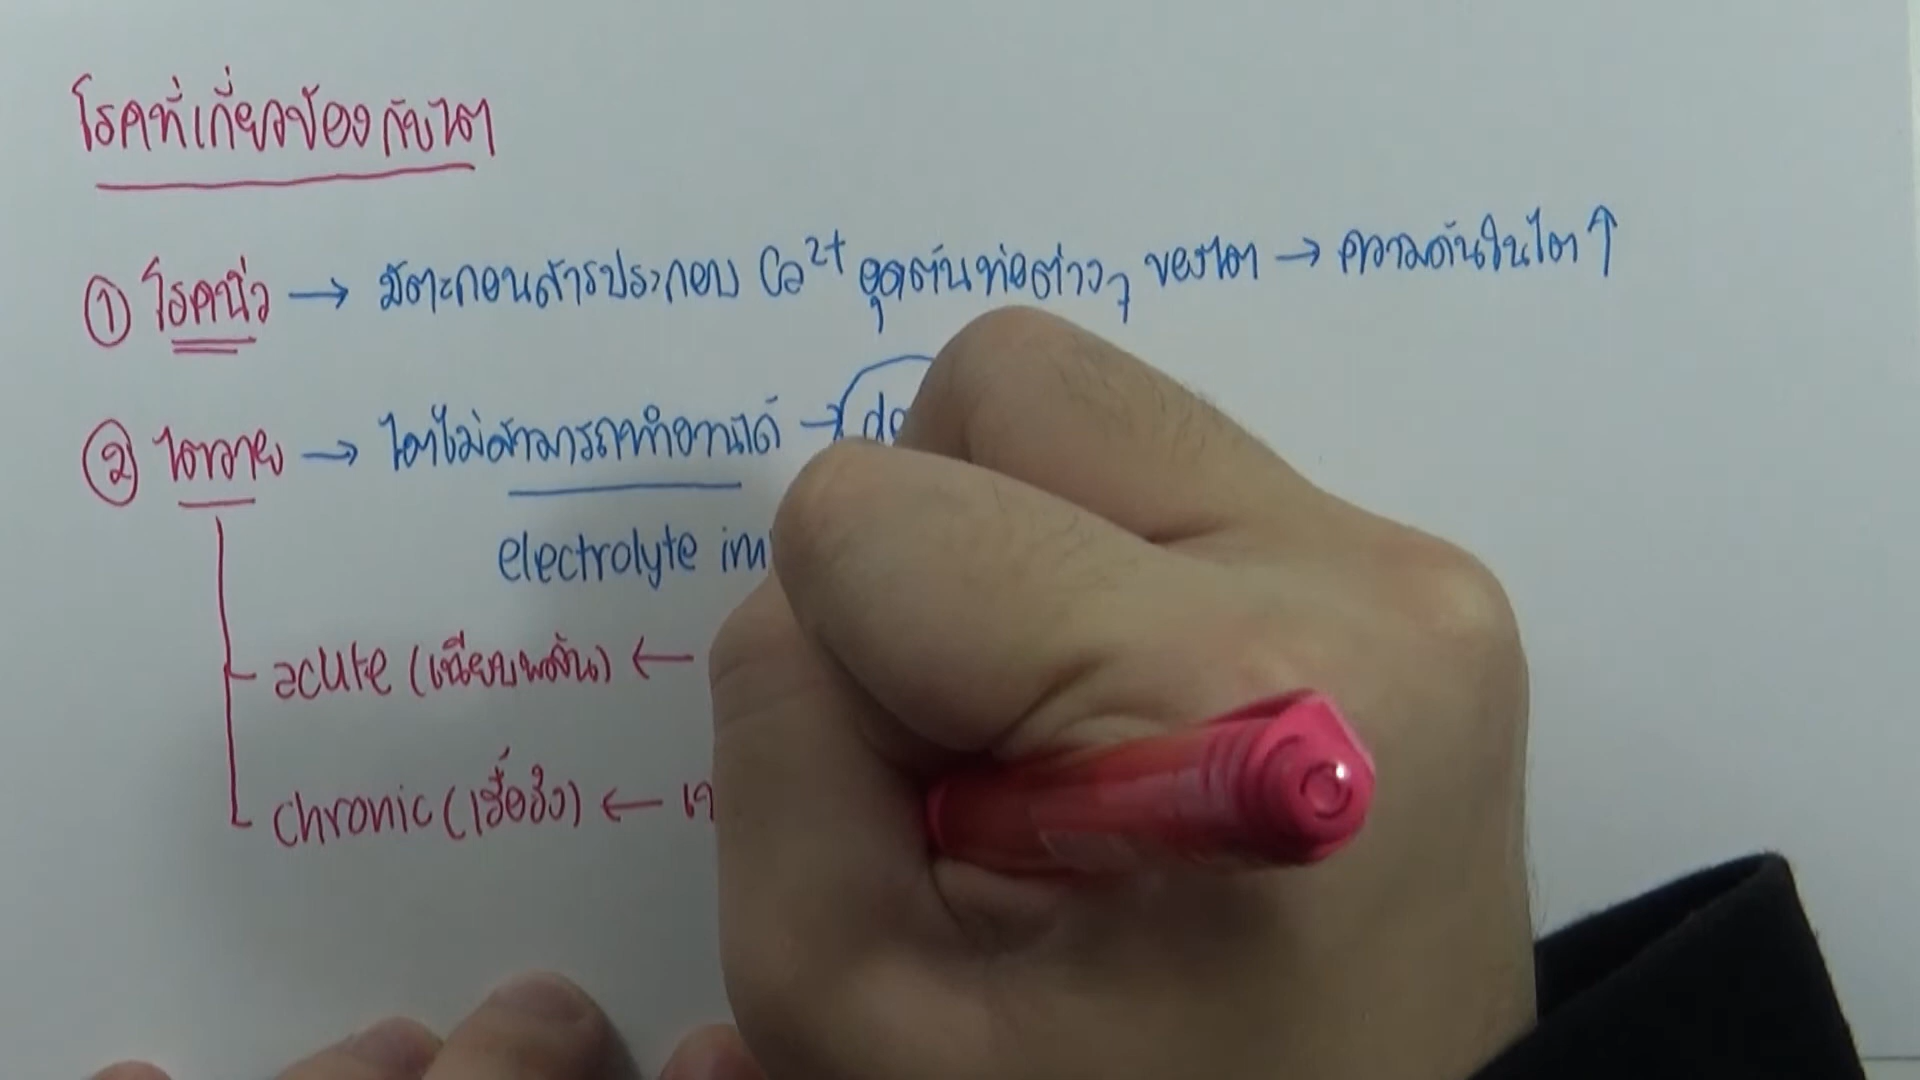 โรคที่เกี่ยวข้องกับไต
① โรคนิ่ว → มีตะกอนสารประกอบ Ca²⁺ อุดตันท่อต่างๆ ของไต → ความดันในไต ↑
② ไตวาย → ไตไม่สามารถทำงานได้ →
electrolyte
acute (เฉียบพลัน) ←
chronic (เรื้อรัง) ←